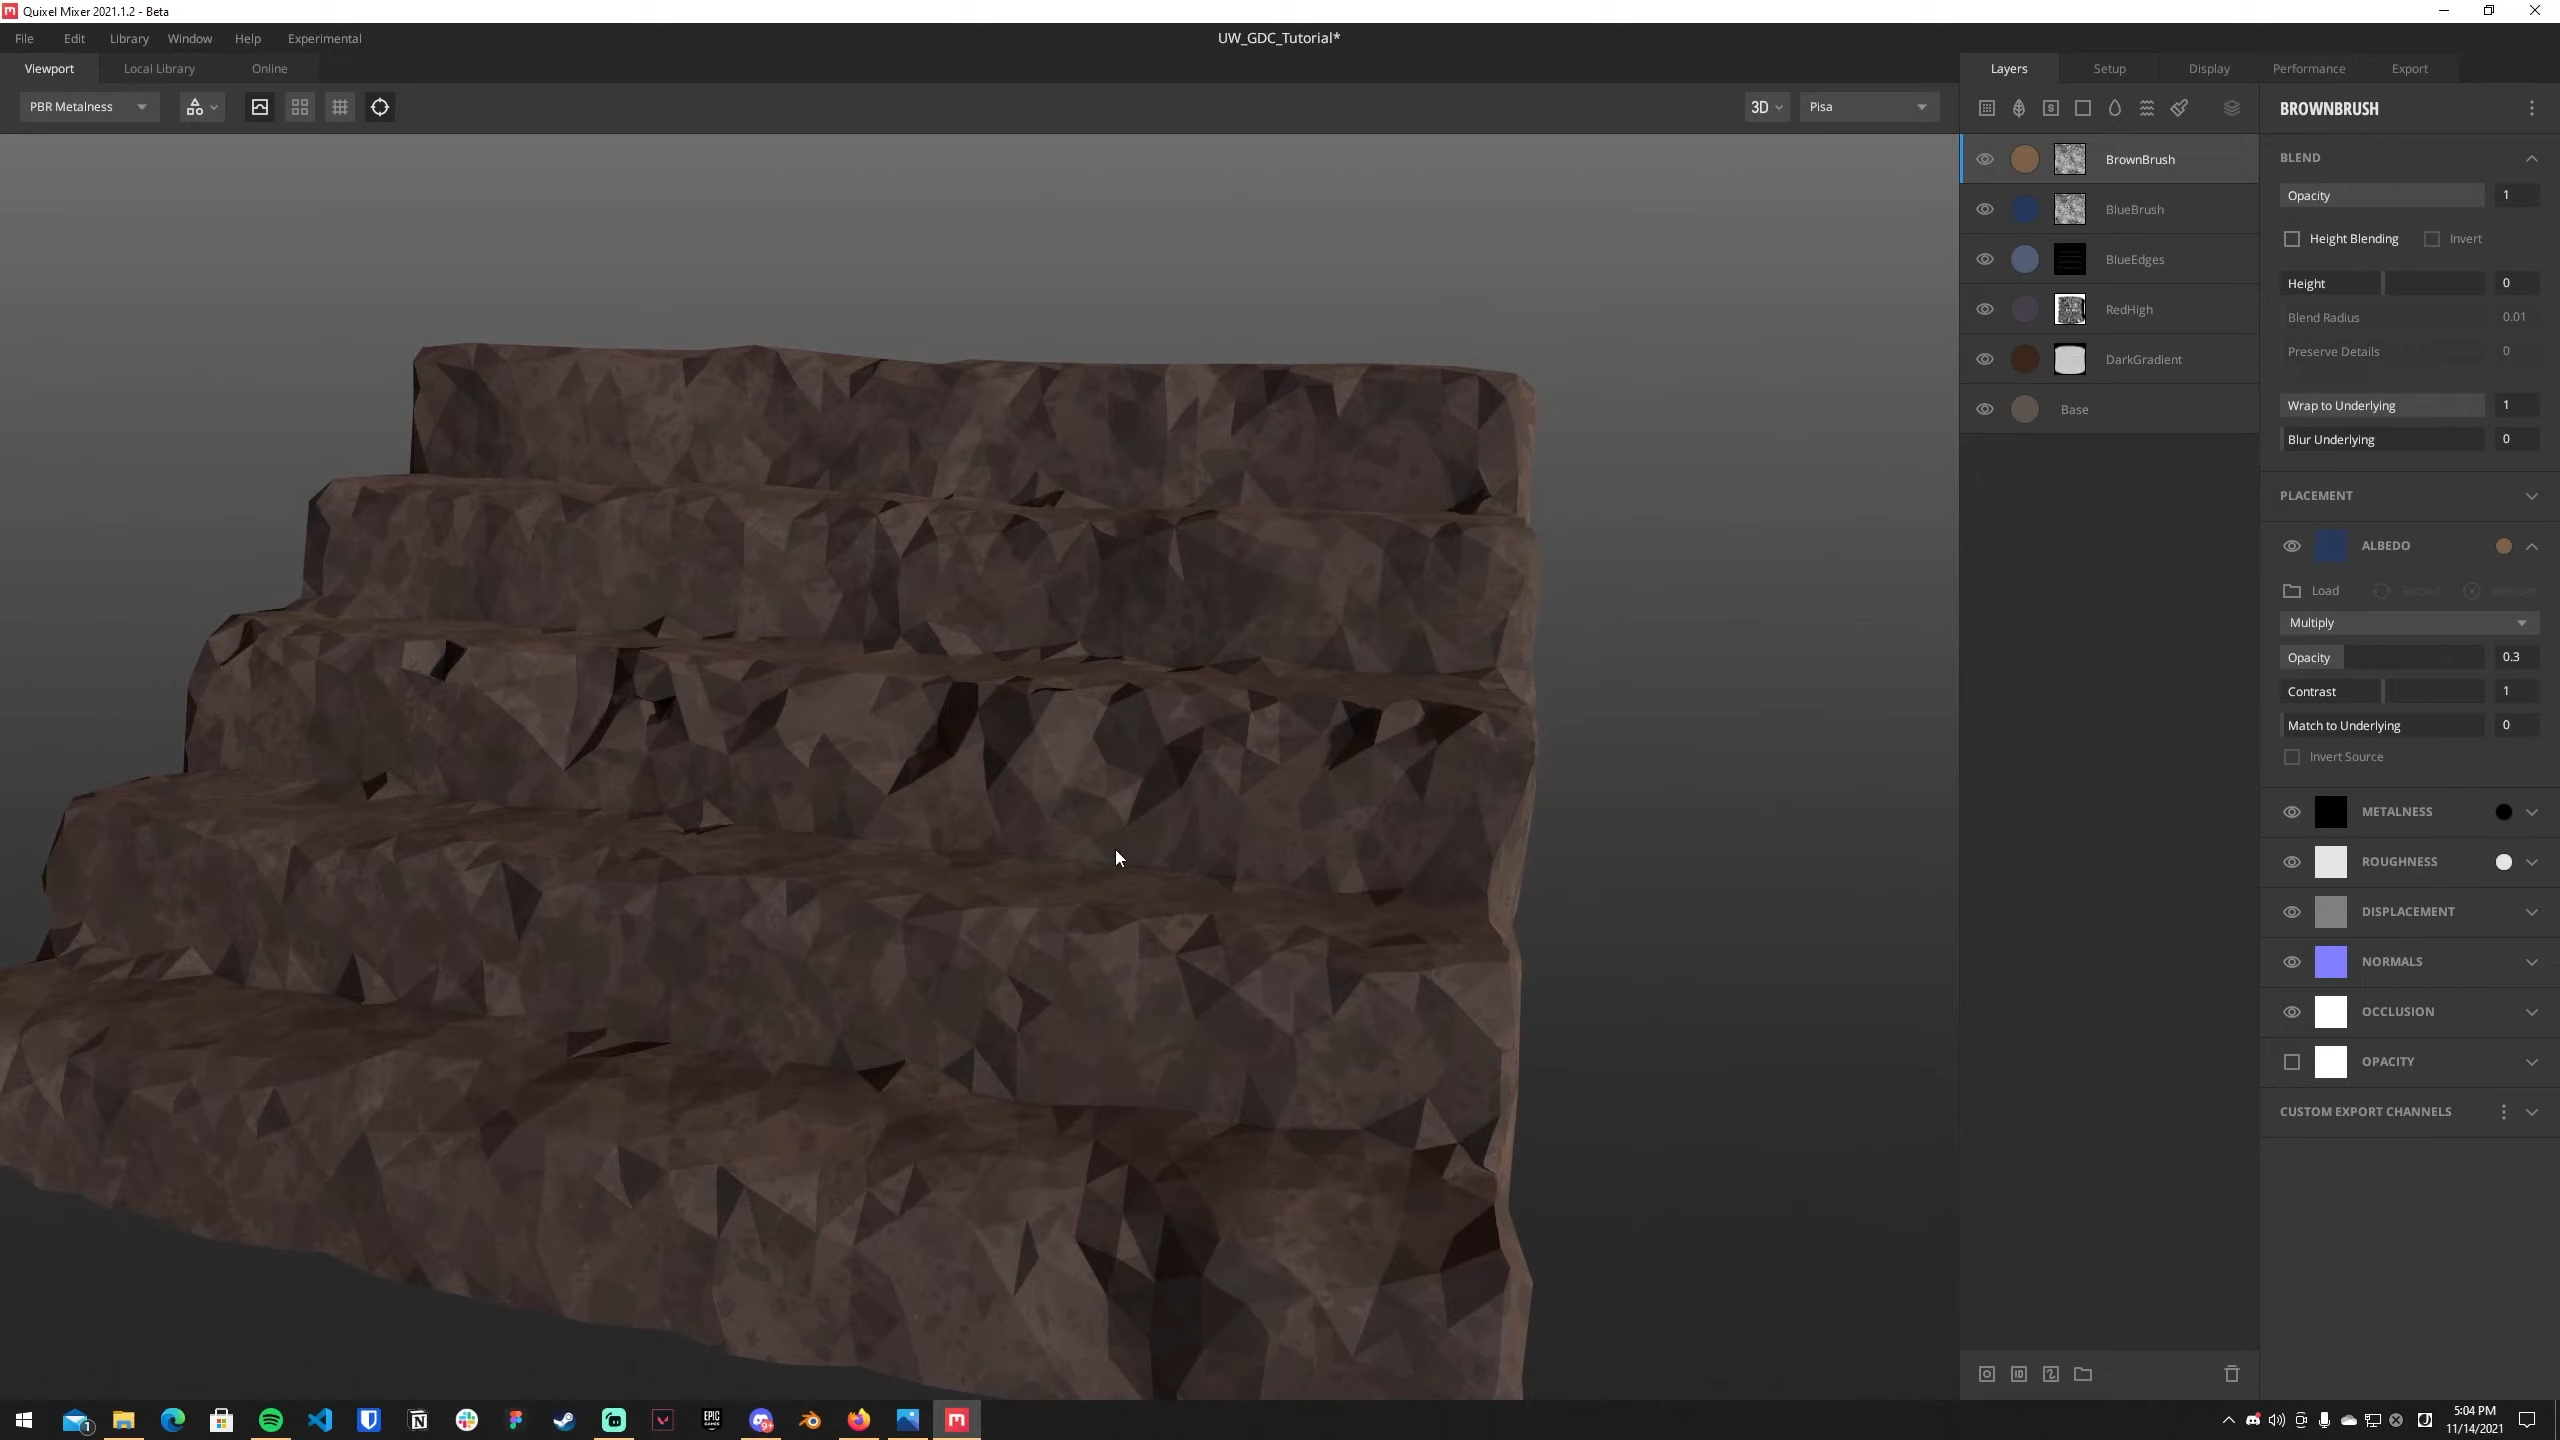 Quixel Mixer 2021.1.2 - Beta
File Edit Library Window Help Experimental
UW_GDC_Tutorial*
Viewport Local Library Online
Layers Setup Display Performance Export
PBR Metalness
3D
Pisa
BROWNBRUSH
BrownBrush
BlueBrush
BlueEdges
RedHigh
DarkGradient
Base
BLEND
Opacity 1
Height Blending Invert
Height 0
Blend Radius 0.01
Preserve Details 0
Wrap to Underlying 1
Blur Underlying 0
PLACEMENT
ALBEDO
Load Reload
Multiply
Opacity 0.3
Contrast 1
Match to Underlying 0
Invert Source
METALNESS
ROUGHNESS
DISPLACEMENT
NORMALS
OCCLUSION
OPACITY
CUSTOM EXPORT CHANNELS
5:04 PM
11/14/2021